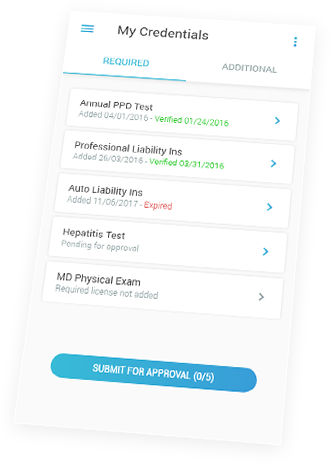 My Credentials
REQUIRED ADDITIONAL
Annual PPD Test
Added 04/01/2016 - Verified 01/24/2016
Professional Liability Ins
Added 26/03/2016 - Verified 03/31/2016
Auto Liability Ins
Added 11/06/2017 - Expired
Hepatitis Test
Pending for approval
MD Physical Exam
Required license not added
SUBMIT FOR APPROVAL (0/5)